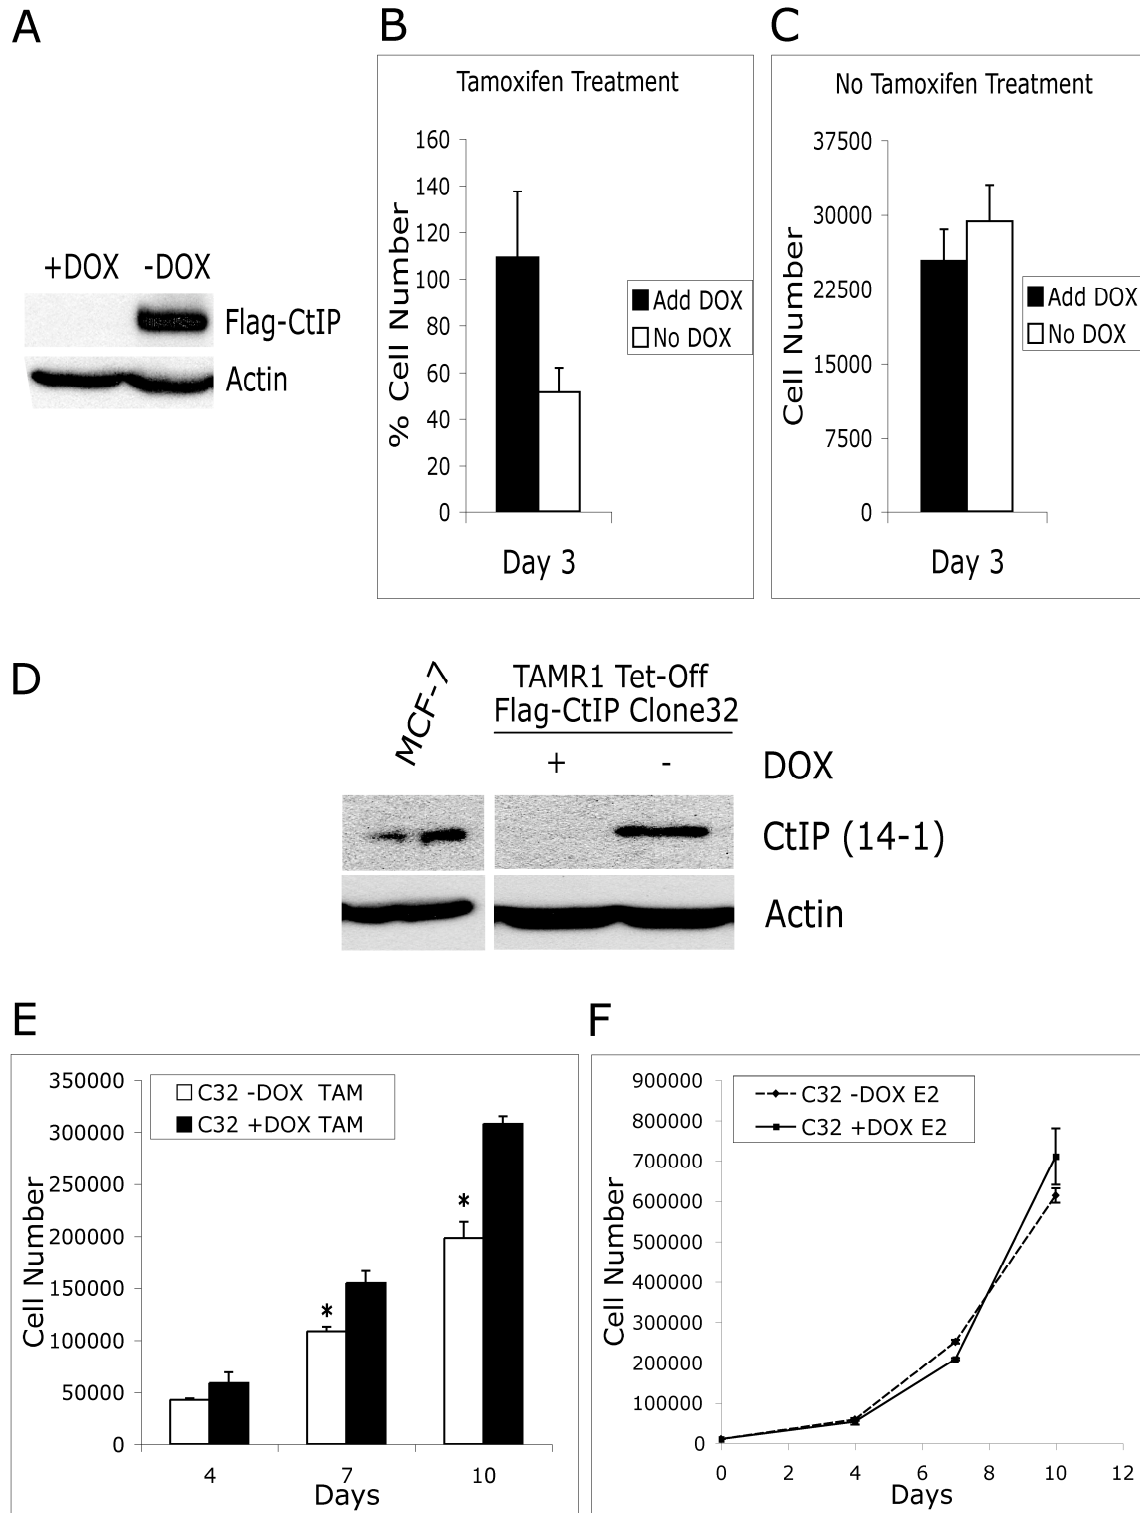 A
+DOX -DOX
Flag-CtIP
Actin
B
Tamoxifen Treatment
160
140
120
100
80
60
40
20
0
% Cell Number
Add DOX
No DOX
Day 3
C
No Tamoxifen Treatment
37500
30000
22500
15000
7500
0
Cell Number
Add DOX
No DOX
Day 3
D
MCF-7
TAMR1 Tet-Off
Flag-CtIP Clone32
+ - DOX
CtIP (14-1)
Actin
E
350000
300000
250000
200000
150000
100000
50000
0
Cell Number
C32 -DOX TAM
C32 +DOX TAM
*
*
4 7 10
Days
F
900000
800000
700000
600000
500000
400000
300000
200000
100000
0
Cell Number
C32 -DOX E2
C32 +DOX E2
0 2 4 6 8 10 12
Days